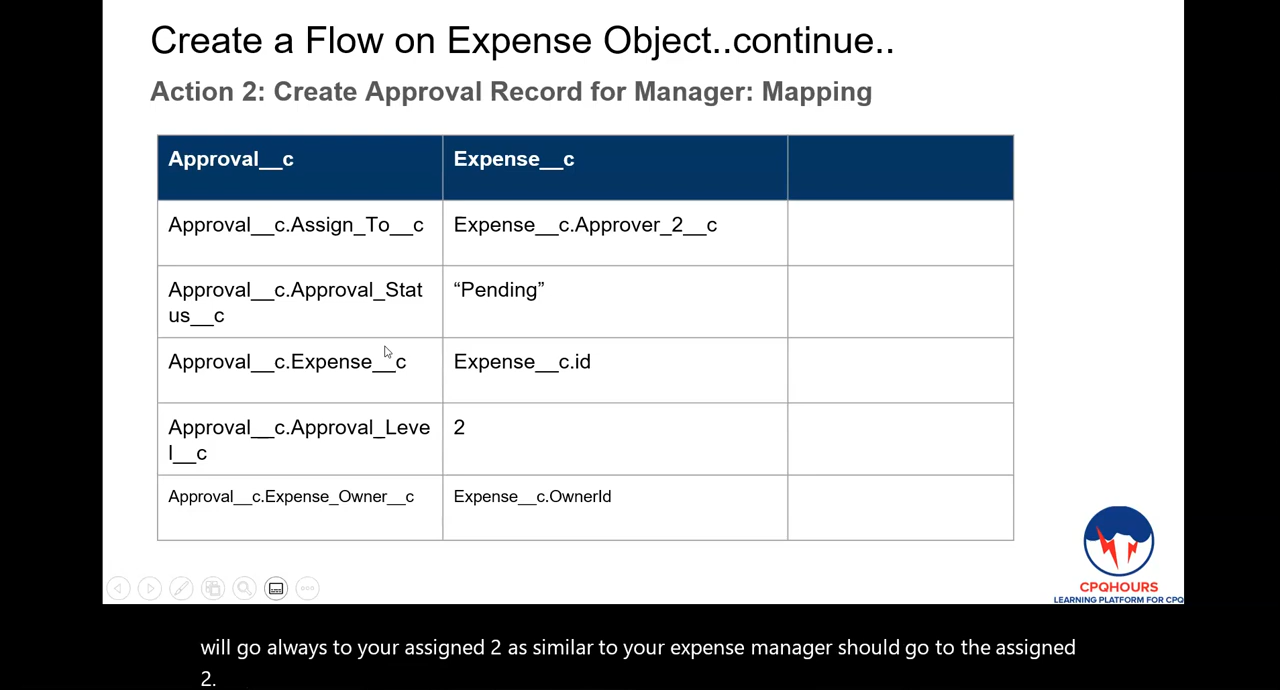 Create a Flow on Expense Object..continue..
Action 2: Create Approval Record for Manager: Mapping
Approval__c Expense__c
Approval__c.Assign_To__c Expense__c.Approver_2__c
Approval__c.Approval_Stat “Pending”
us__c
Approval__c.Expense__c Expense__c.id
Approval__c.Approval_Leve 2
l__c
Approval__c.Expense_Owner__c Expense__c.OwnerId
CPQHOURS
LEARNING PLATFORM FOR CPQ
will go always to your assigned 2 as similar to your expense manager should go to the assigned
2.